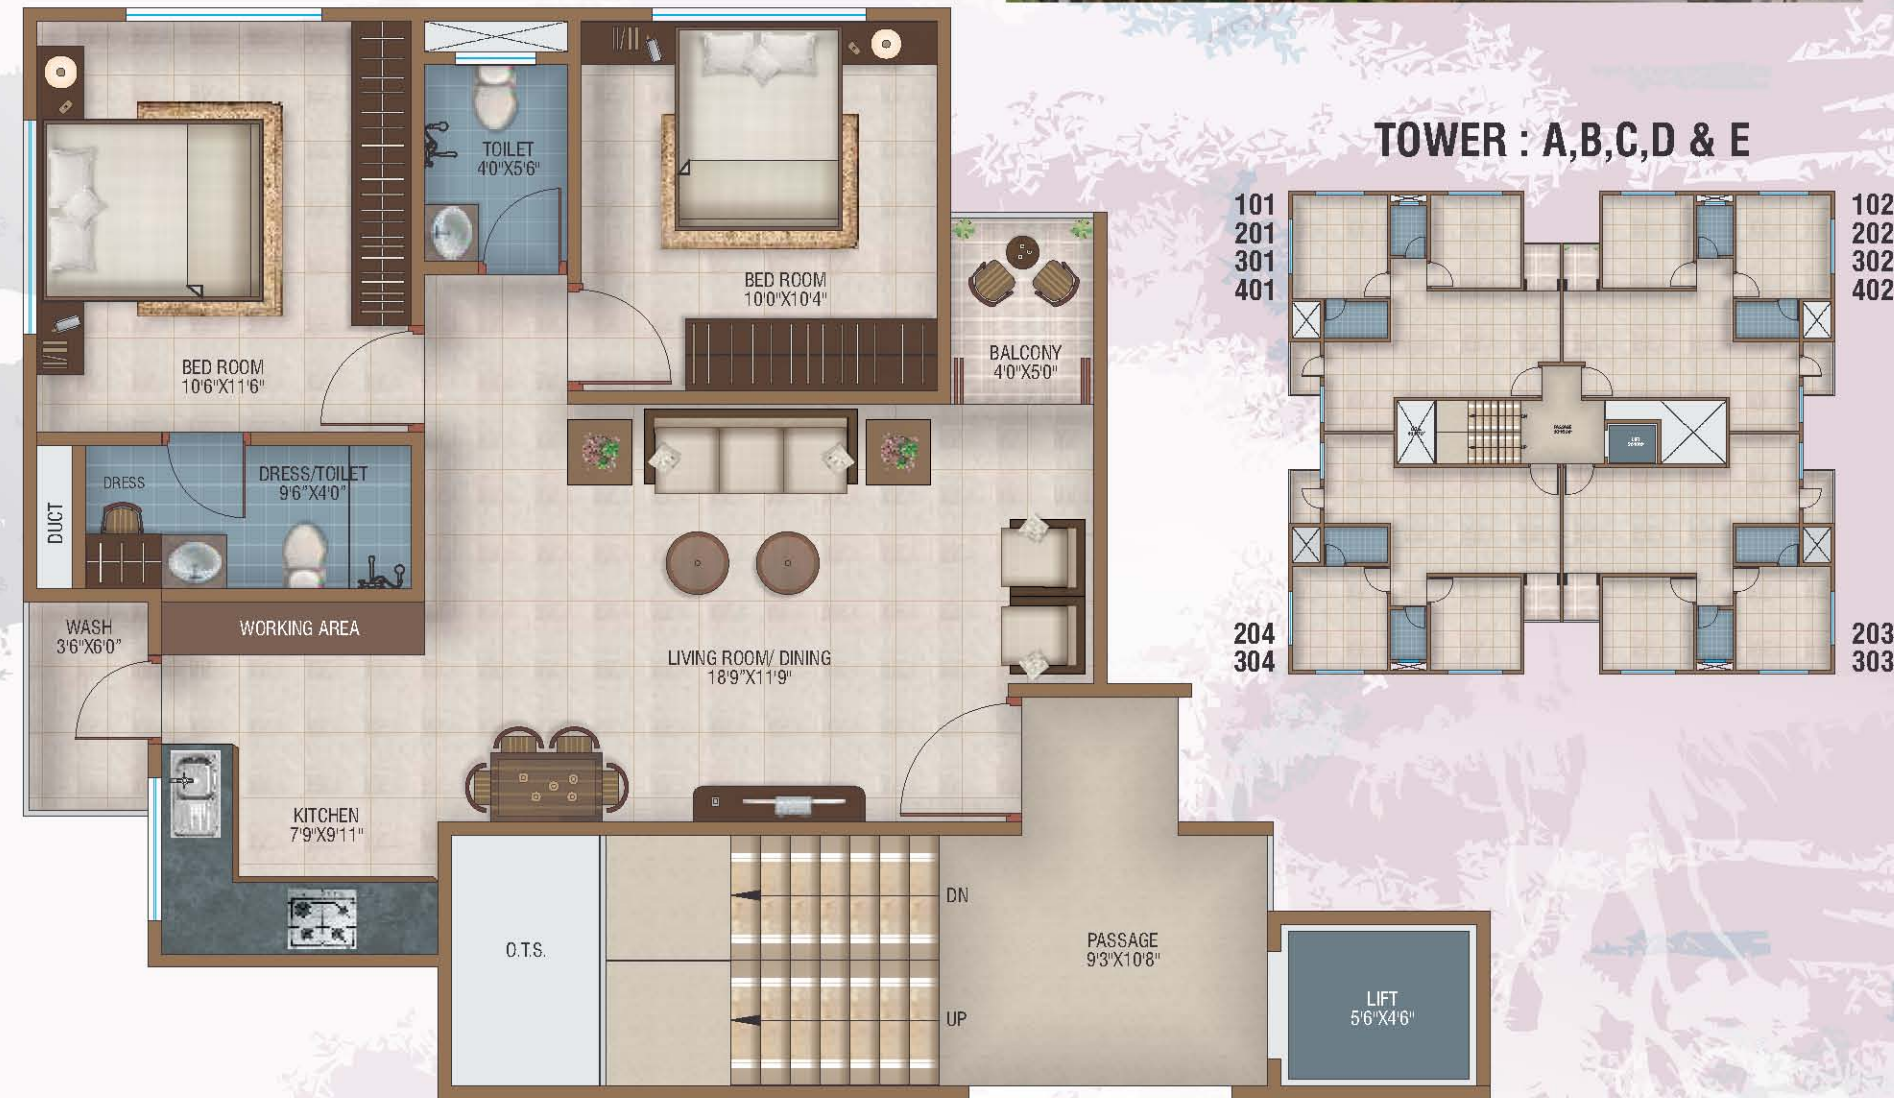 TOILET
4'0"X5'6"
BED ROOM
10'0"X10'4"
BED ROOM
10'6"X11'6"
BALCONY
4'0"X5'0"
DUCT
DRESS
DRESS/TOILET
9'6"X4'0"
WASH
3'6"X6'0"
WORKING AREA
LIVING ROOM/ DINING
18'9"X11'9"
KITCHEN
7'9"X9'11"
O.T.S.
DN
UP
PASSAGE
9'3"X10'8"
LIFT
5'6"X4'6"
TOWER : A,B,C,D & E
101
201
301
401
102
202
302
402
PASSAGE
LIFT
204
304
203
303